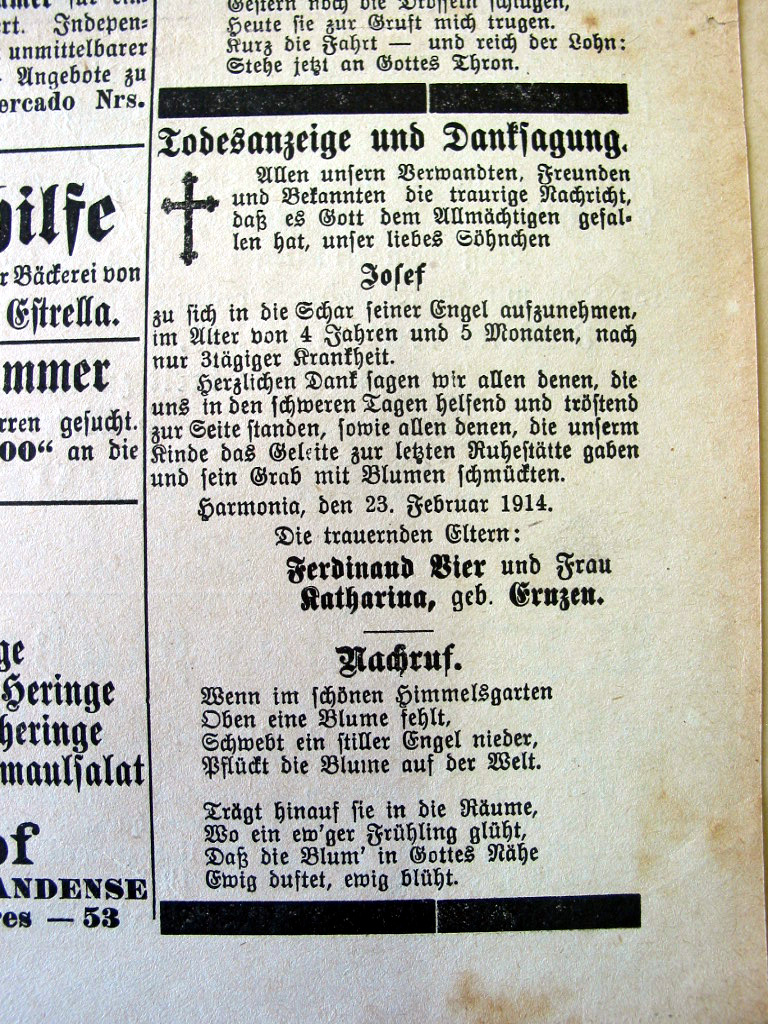 ert. Indepen-
unmittelbarer
Angebote zu
ercado Nrs.
hilfe
r Bäckerei von
Estrella.
mmer
rren gesucht.
00“ an die
ge
Heringe
heringe
maulsalat
of
ANDENSE
res — 53
Gestern noch die Drosseln schlugen,
Heute sie zur Gruft mich trugen.
Kurz die Fahrt — und reich der Lohn:
Stehe jetzt an Gottes Thron.
Todesanzeige und Danksagung.
Allen unsern Verwandten, Freunden
und Bekannten die traurige Nachricht,
daß es Gott dem Allmächtigen gefal-
len hat, unser liebes Söhnchen
Josef
zu sich in die Schar seiner Engel aufzunehmen,
im Alter von 4 Jahren und 5 Monaten, nach
nur 3tägiger Krankheit.
Herzlichen Dank sagen wir allen denen, die
uns in den schweren Tagen helfend und tröstend
zur Seite standen, sowie allen denen, die unserm
Kinde das Geleite zur letzten Ruhestätte gaben
und sein Grab mit Blumen schmückten.
Harmonia, den 23. Februar 1914.
Die trauernden Eltern:
Ferdinand Vier und Frau
Katharina, geb. Ernzen.
Nachruf.
Wenn im schönen Himmelsgarten
Oben eine Blume fehlt,
Schwebt ein stiller Engel nieder,
Pflückt die Blume auf der Welt.
Trägt hinauf sie in die Räume,
Wo ein ew'ger Frühling glüht,
Daß die Blum' in Gottes Nähe
Ewig duftet, ewig blüht.